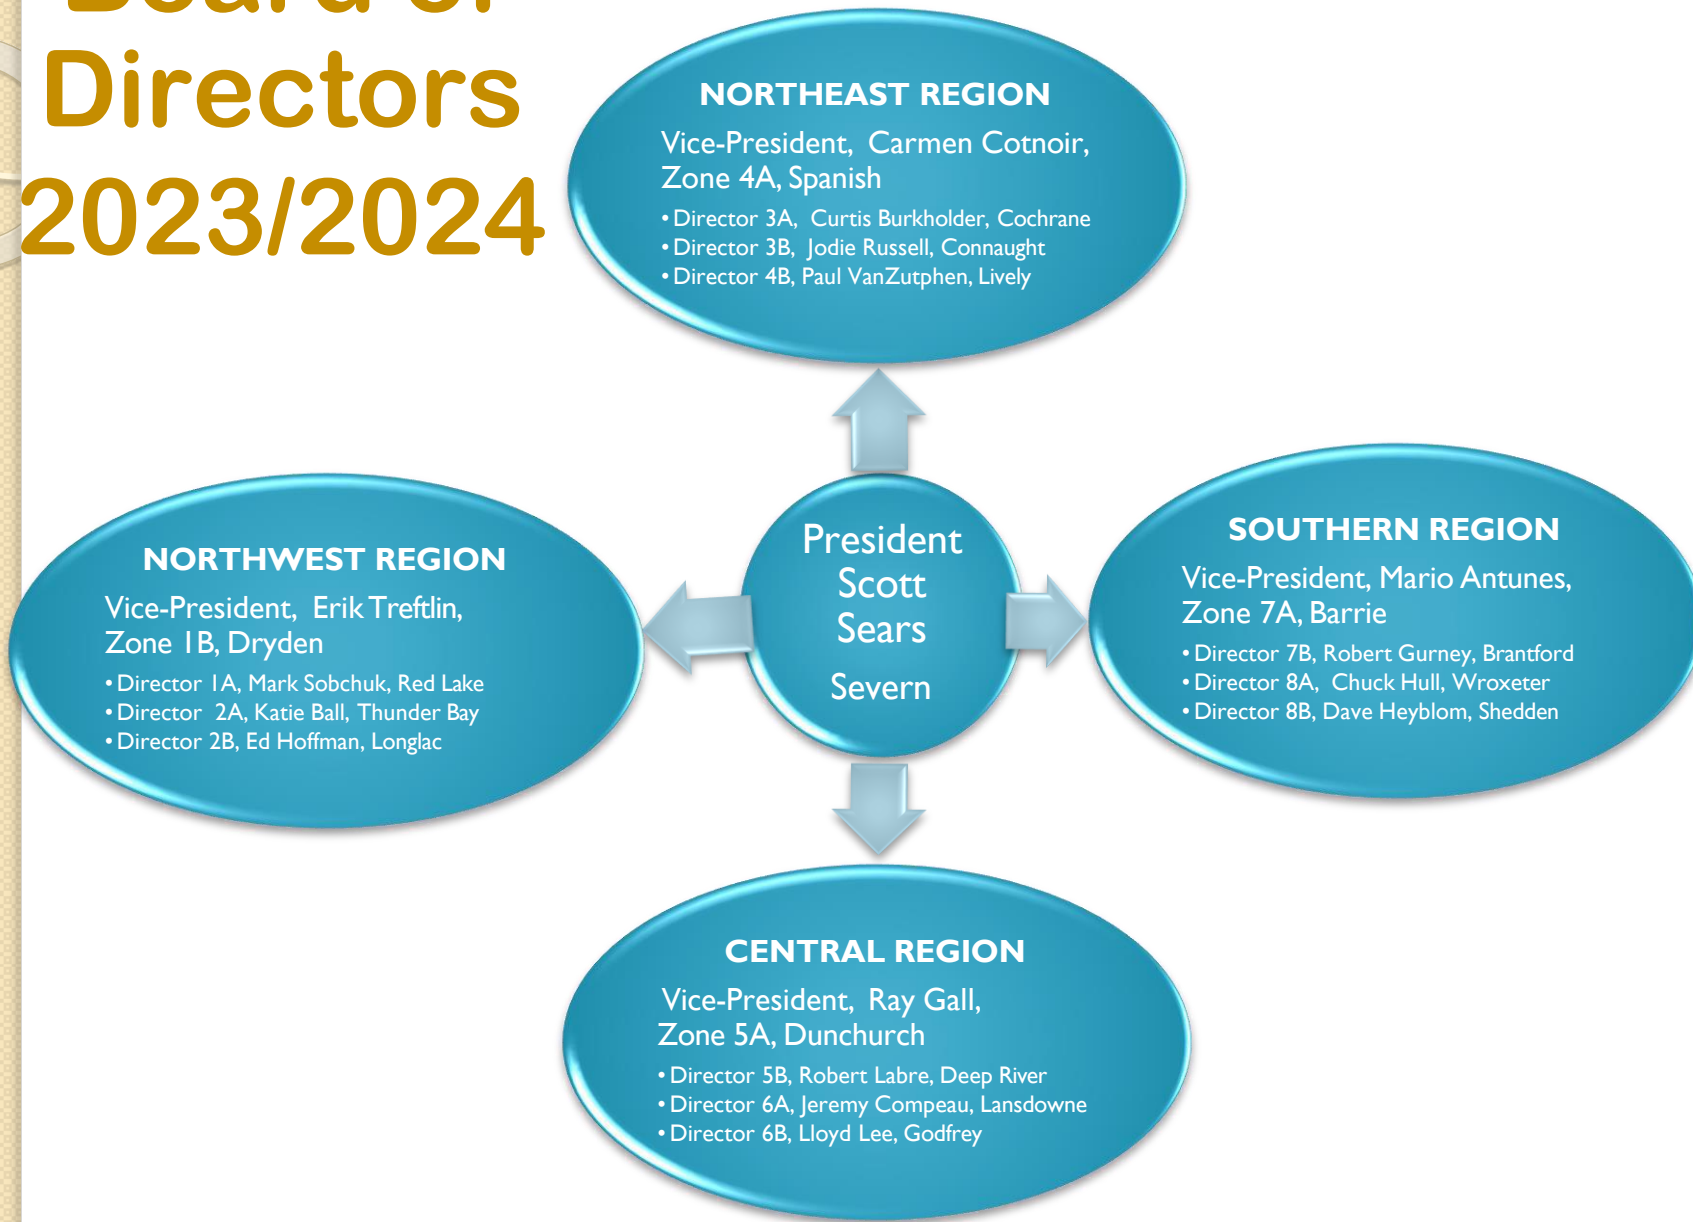 Board of
Directors
2023/2024
NORTHEAST REGION
Vice-President, Carmen Cotnoir,
Zone 4A, Spanish
• Director 3A, Curtis Burkholder, Cochrane
• Director 3B, Jodie Russell, Connaught
• Director 4B, Paul VanZutphen, Lively
NORTHWEST REGION
Vice-President, Erik Treftlin,
Zone 1B, Dryden
• Director 1A, Mark Sobchuk, Red Lake
• Director 2A, Katie Ball, Thunder Bay
• Director 2B, Ed Hoffman, Longlac
President
Scott
Sears
Severn
SOUTHERN REGION
Vice-President, Mario Antunes,
Zone 7A, Barrie
• Director 7B, Robert Gurney, Brantford
• Director 8A, Chuck Hull, Wroxeter
• Director 8B, Dave Heyblom, Shedden
CENTRAL REGION
Vice-President, Ray Gall,
Zone 5A, Dunchurch
• Director 5B, Robert Labre, Deep River
• Director 6A, Jeremy Compeau, Lansdowne
• Director 6B, Lloyd Lee, Godfrey